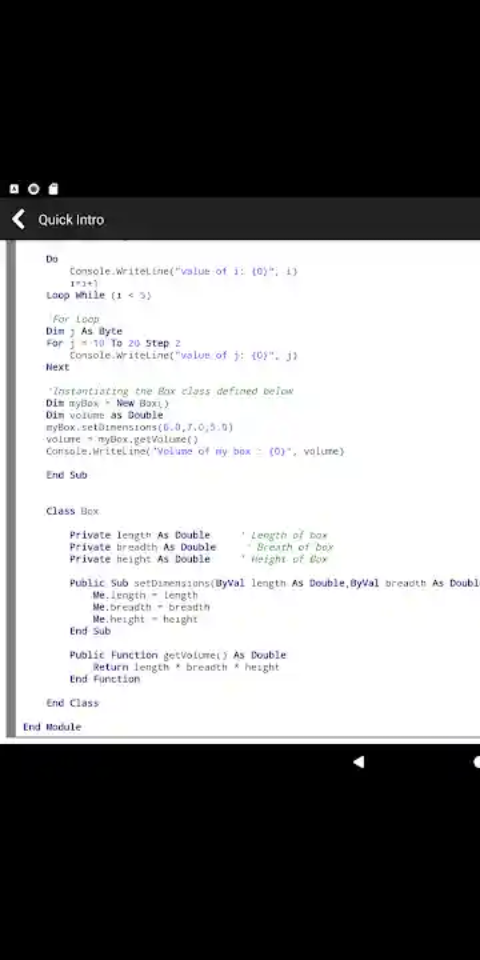 Quick Intro
Do
Console.WriteLine("value of i: {0}", i)
i=i+1
Loop While (i < 5)
'For Loop
Dim j As Byte
For j = 10 To 20 Step 2
Console.WriteLine("value of j: {0}", j)
Next
'Instantiating the Box class defined below
Dim myBox = New Box()
Dim volume as Double
myBox.setDimensions(6.0,7.0,5.0)
volume = myBox.getVolume()
Console.WriteLine("Volume of my box : {0}", volume)
End Sub
Class Box
Private length As Double ' Length of box
Private breadth As Double ' Breath of box
Private height As Double ' Height of Box
Public Sub setDimensions(ByVal length As Double,ByVal breadth As Doubl
Me.length = length
Me.breadth = breadth
Me.height = height
End Sub
Public Function getVolume() As Double
Return length * breadth * height
End Function
End Class
End Module